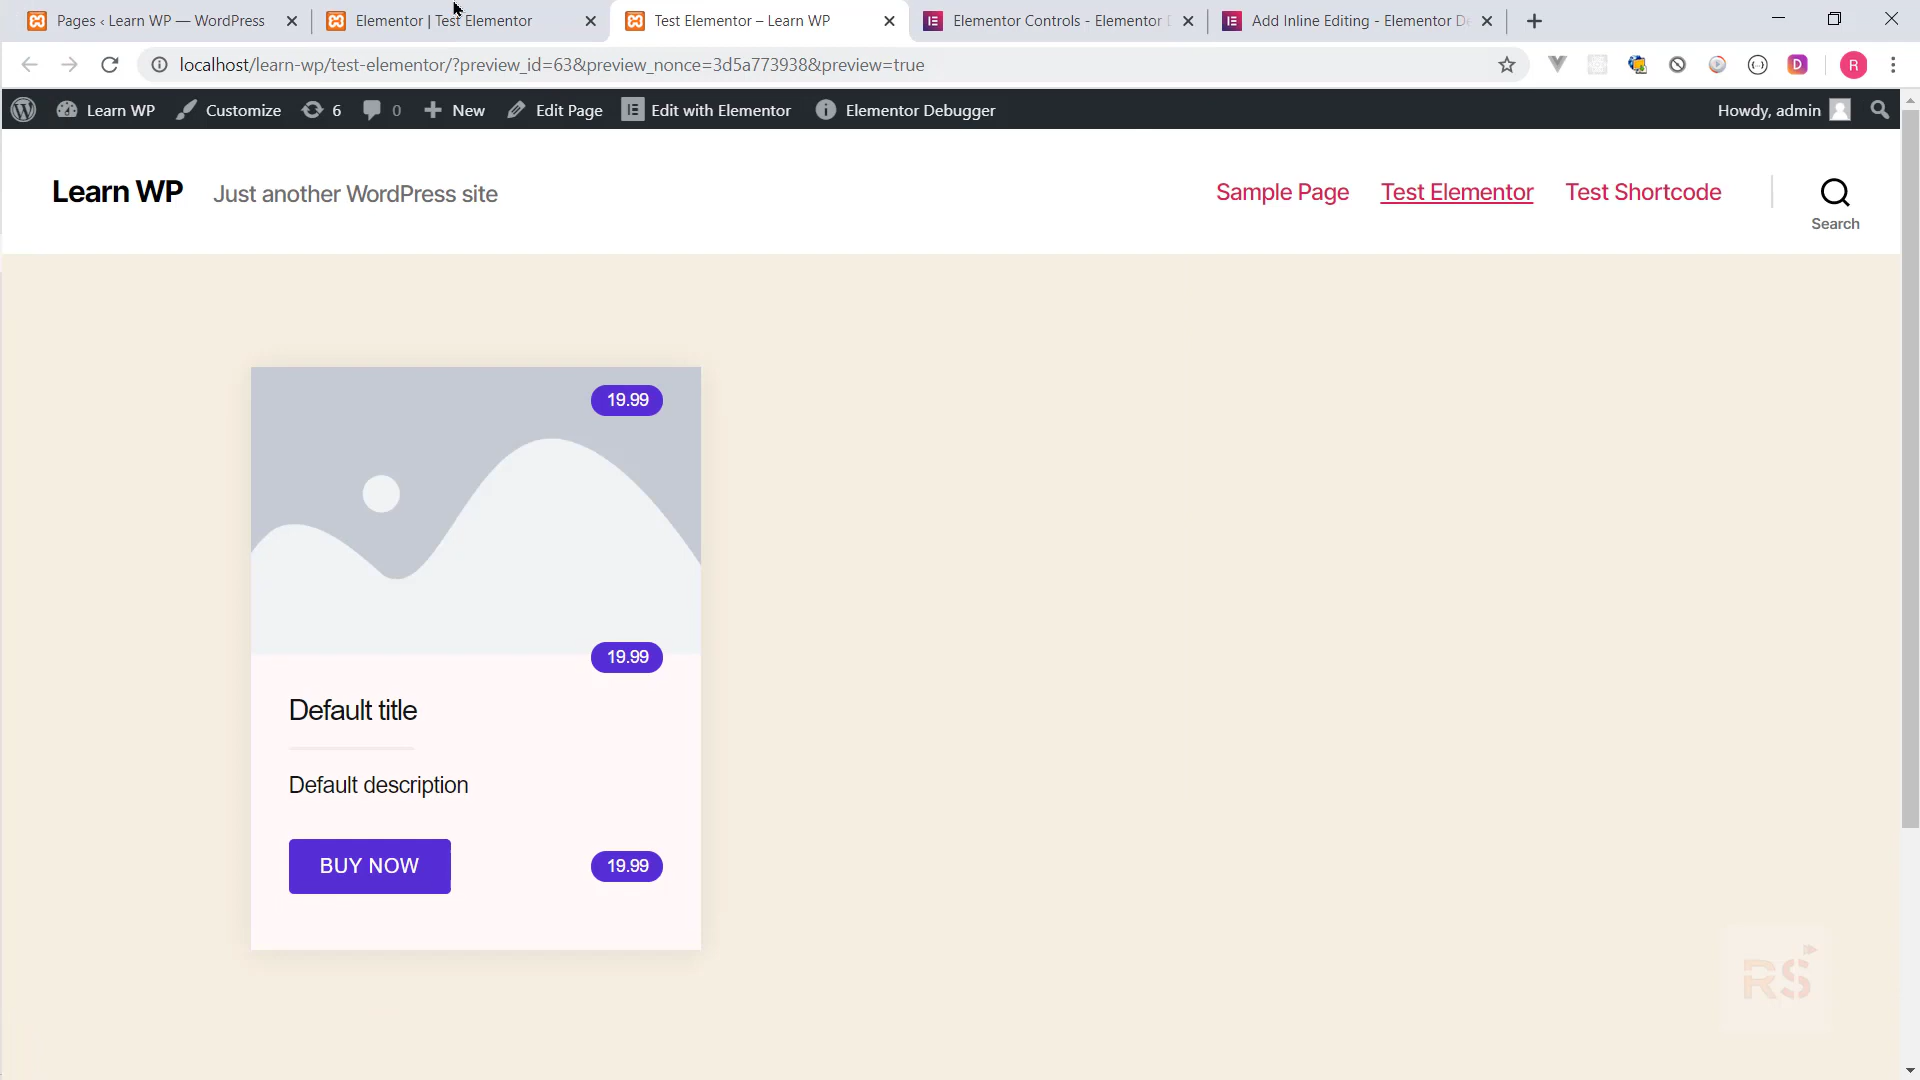 Pages ‹ Learn WP — WordPress
Elementor | Test Elementor
Test Elementor – Learn WP
Elementor Controls - Elementor
Add Inline Editing - Elementor De
localhost/learn-wp/test-elementor/?preview_id=63&preview_nonce=3d5a773938&preview=true
D
R
Learn WP
Customize
6
0
New
Edit Page
Edit with Elementor
Elementor Debugger
Howdy, admin
Learn WP
Just another WordPress site
Sample Page
Test Elementor
Test Shortcode
Search
19.99
19.99
Default title
Default description
BUY NOW
19.99
RS